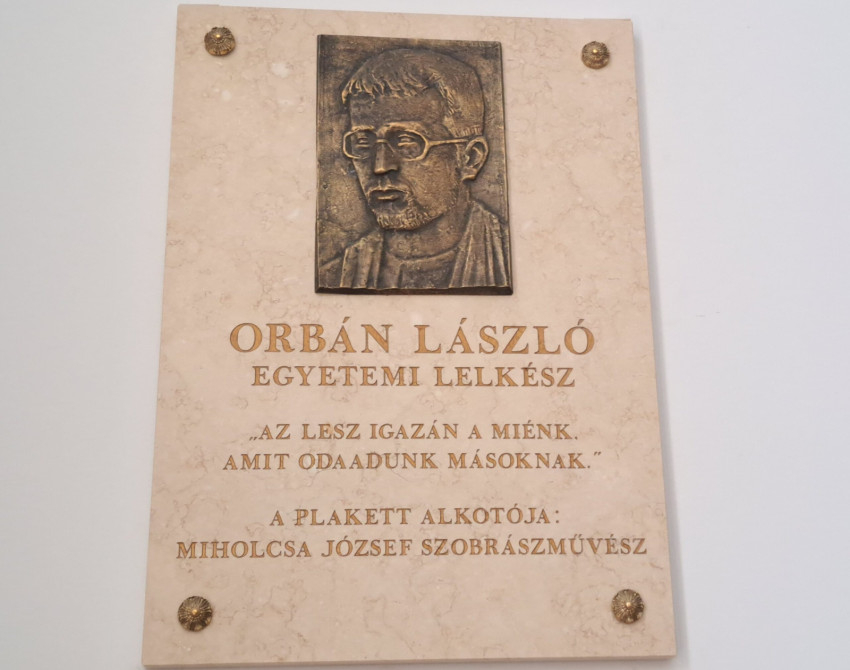 ORBÁN LÁSZLÓ
EGYETEMI LELKÉSZ
„AZ LESZ IGAZÁN A MIÉNK,
AMIT ODAADUNK MÁSOKNAK.”
A PLAKETT ALKOTÓJA:
MIHOLCSA JÓZSEF SZOBRÁSZMŰVÉSZ